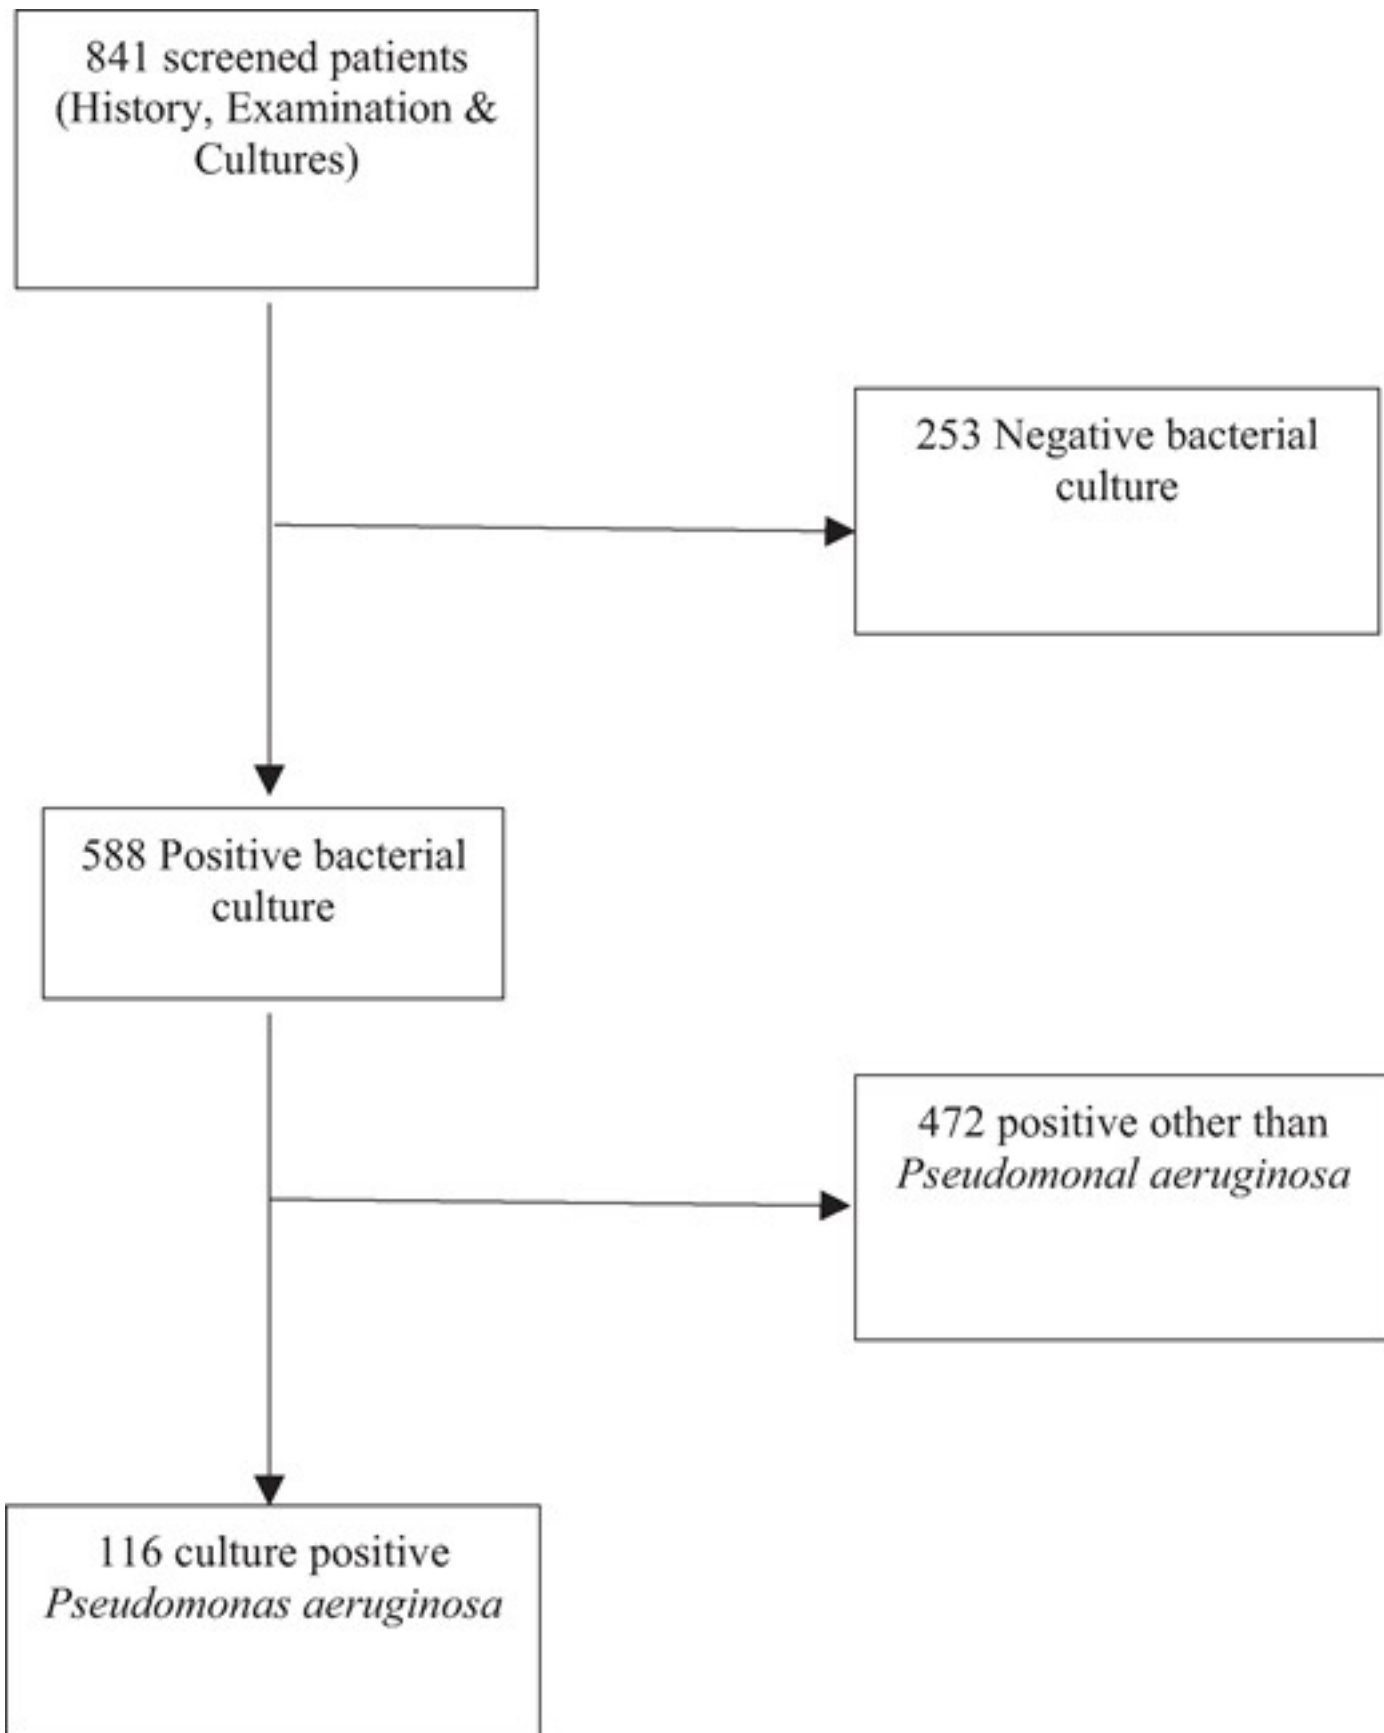 841 screened patients
(History, Examination &
Cultures)
253 Negative bacterial
culture
588 Positive bacterial
culture
472 positive other than
Pseudomonal aeruginosa
116 culture positive
Pseudomonas aeruginosa